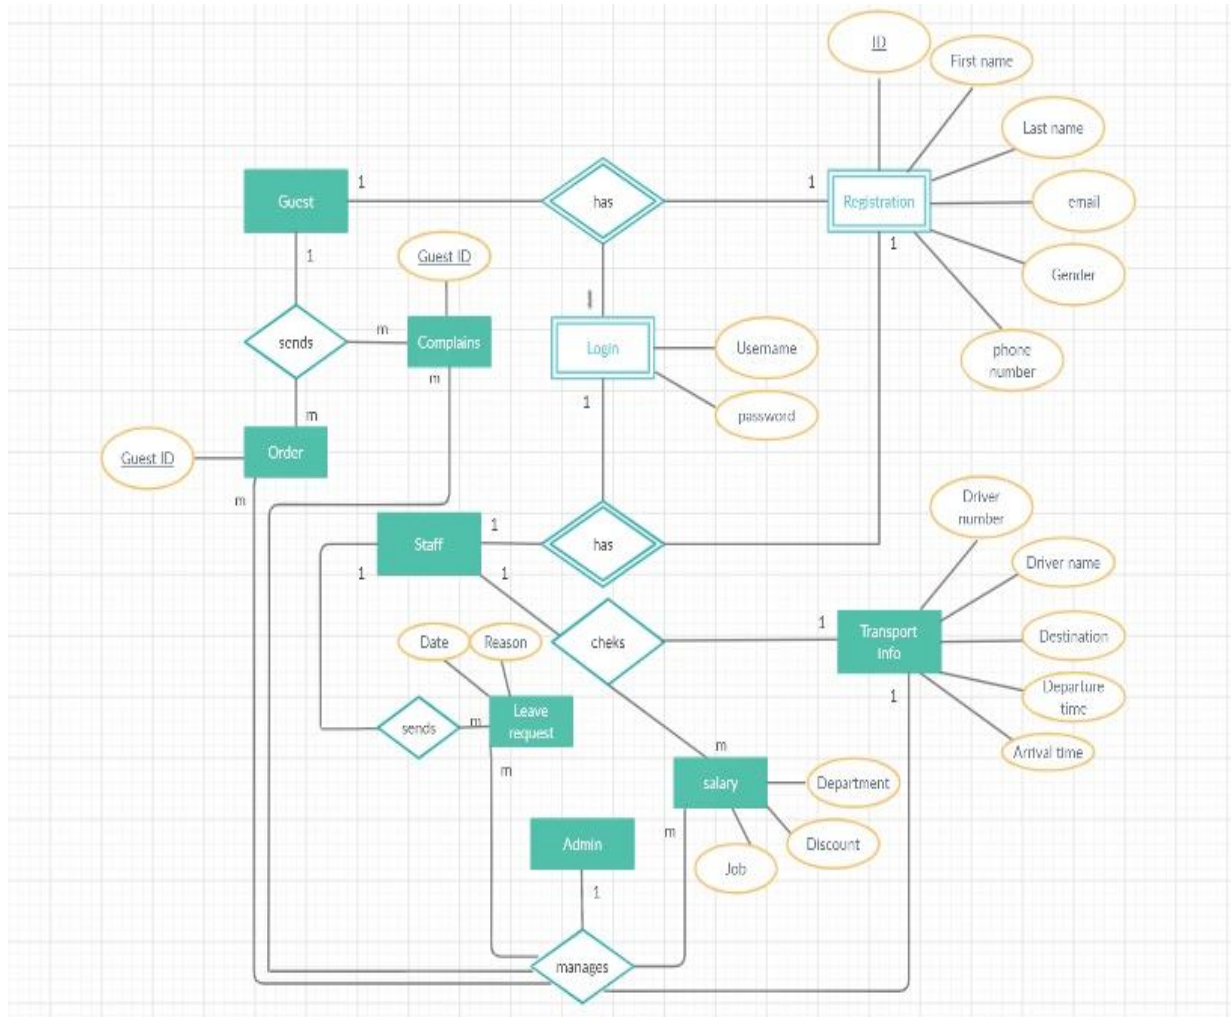 ID
First name
Last name
Guest
1
has
1
Registration
email
1
1
Guest ID
Gender
sends
m
Complains
Login
Username
phone
number
m
1
password
m
Guest ID
Order
m
Driver
number
Staff
1
has
1
1
Driver name
cheks
1
Transport
Info
Destination
Date
Reason
Departure
time
1
sends
m
Leave
request
Arrival time
m
m
salary
Department
m
Admin
Discount
Job
1
manages